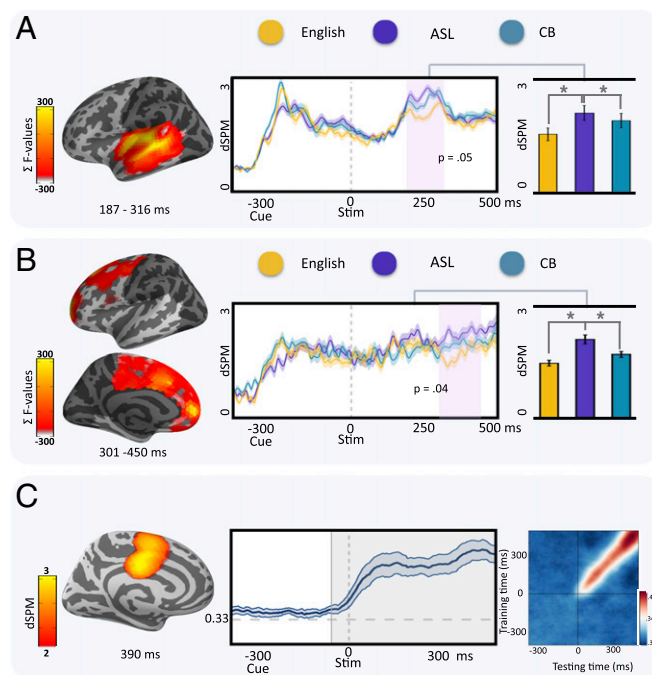 A
English
ASL
CB
300
Σ F-values
-300
187 - 316 ms
3
dSPM
0
p = .05
-300
0
250
500 ms
Cue
Stim
3
dSPM
0
* *
B
English
ASL
CB
300
Σ F-values
-300
301 -450 ms
3
dSPM
0
p = .04
-300
0
250
500 ms
Cue
Stim
3
dSPM
0
* *
C
3
dSPM
2
390 ms
0.33
-300
0
300 ms
Cue
Stim
Training time (ms)
300
0
-300
-300
0
300
Testing time (ms)